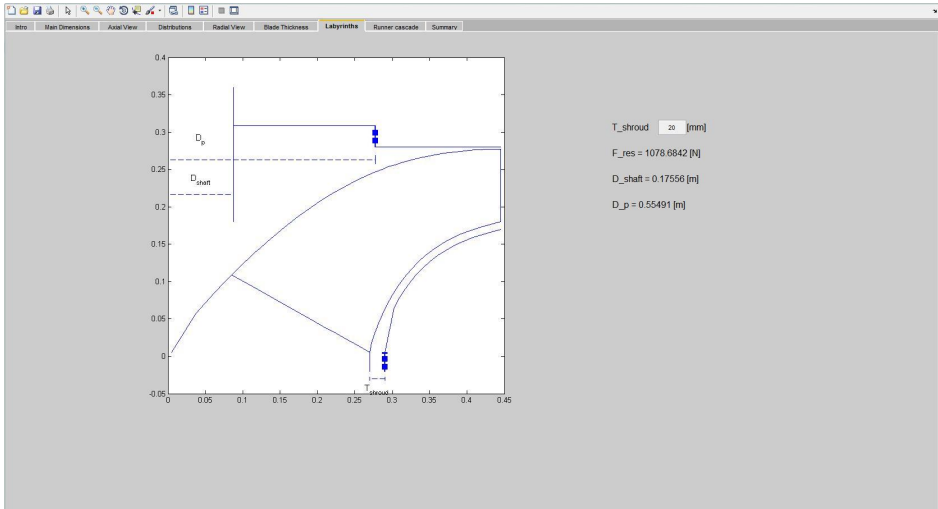 Intro Main Dimensions Axial View Distributions Radial View Blade Thickness Labyrinths Runner cascade Summary
0.4
0.35
0.3
0.25
0.2
0.15
0.1
0.05
0
-0.05
D_p
D_shaft
T_shroud
0 0.05 0.1 0.15 0.2 0.25 0.3 0.35 0.4 0.45
T_shroud 20 [mm]
F_res = 1078.6842 [N]
D_shaft = 0.17556 [m]
D_p = 0.55491 [m]